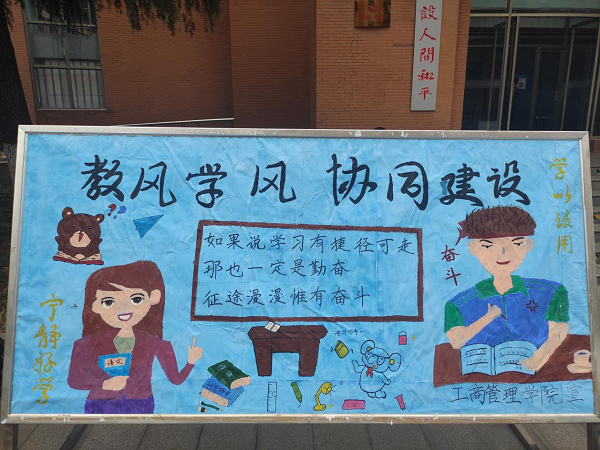 設人間和平
教风学风 协同建设
学以致用
如果说学习有捷径可走
那也一定是勤奋
征途漫漫惟有奋斗
奋斗
宁静好学
语文
工商管理学院宣